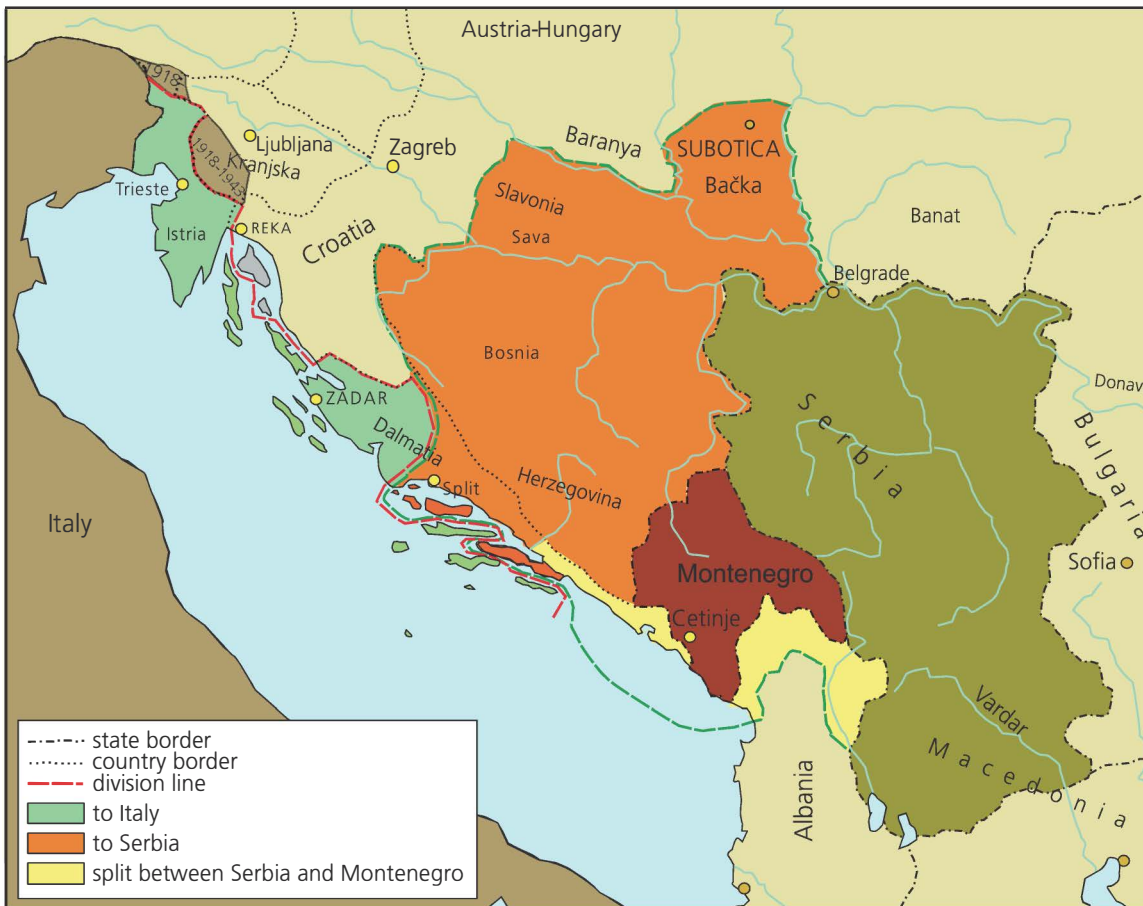 Austria-Hungary
1918-
Ljubljana
Zagreb
Baranya
SUBOTICA
Bačka
1918-1943
Kranjska
Trieste
Slavonia
Banat
Istria
REKA
Croatia
Sava
Belgrade
Bosnia
Donav
ZADAR
Serbia
Bulgaria
Dalmatia
Split
Herzegovina
Italy
Montenegro
Sofia
Cetinje
Vardar
Macedonia
Albania
state border
country border
division line
to Italy
to Serbia
split between Serbia and Montenegro